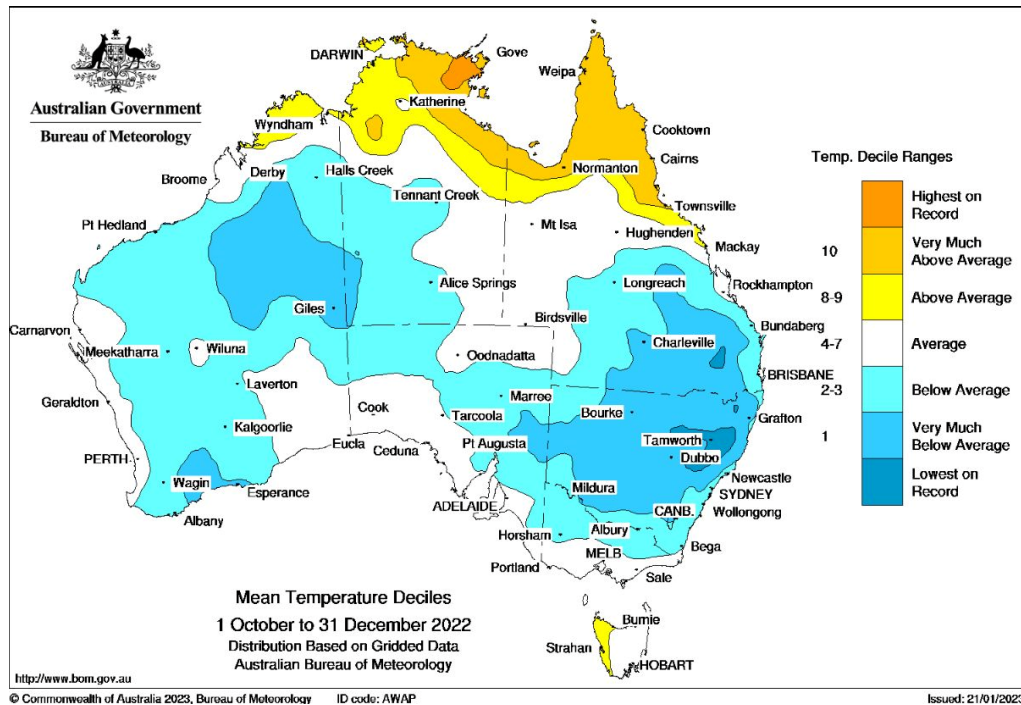 Australian Government
Bureau of Meteorology
DARWIN
Gove
Weipa
Katherine
Wyndham
Cooktown
Cairns
Broome
Derby
Halls Creek
Normanton
Tennant Creek
Townsville
Pt Hedland
Mt Isa
Hughenden
Mackay
Alice Springs
Longreach
Rockhampton
Giles
Birdsville
Bundaberg
Carnarvon
Meekatharra
Wiluna
Oodnadatta
Charleville
BRISBANE
Laverton
Marree
Geraldton
Cook
Tarcoola
Bourke
Grafton
Kalgoorlie
Eucla
Ceduna
Pt Augusta
Tamworth
PERTH
Dubbo
Newcastle
Wagin
Esperance
Mildura
SYDNEY
ADELAIDE
CANB.
Wollongong
Albany
Horsham
Albury
Bega
MELB
Portland
Sale
Burnie
Strahan
HOBART
Temp. Decile Ranges
Highest on
Record
10
Very Much
Above Average
8-9
Above Average
4-7
Average
2-3
Below Average
1
Very Much
Below Average
Lowest on
Record
Mean Temperature Deciles
1 October to 31 December 2022
Distribution Based on Gridded Data
Australian Bureau of Meteorology
http://www.bom.gov.au
© Commonwealth of Australia 2023, Bureau of Meteorology ID code: AWAP Issued: 21/01/2023